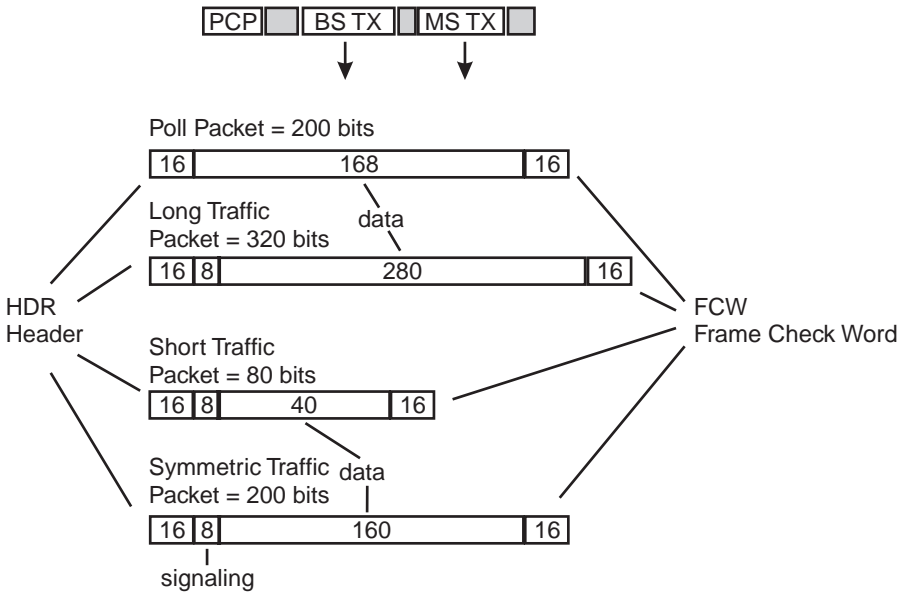 PCP BS TX MS TX
Poll Packet = 200 bits
16 168 16
Long Traffic
Packet = 320 bits
data
16 8 280 16
HDR
Header
FCW
Frame Check Word
Short Traffic
Packet = 80 bits
16 8 40 16
Symmetric Traffic
Packet = 200 bits
data
16 8 160 16
signaling